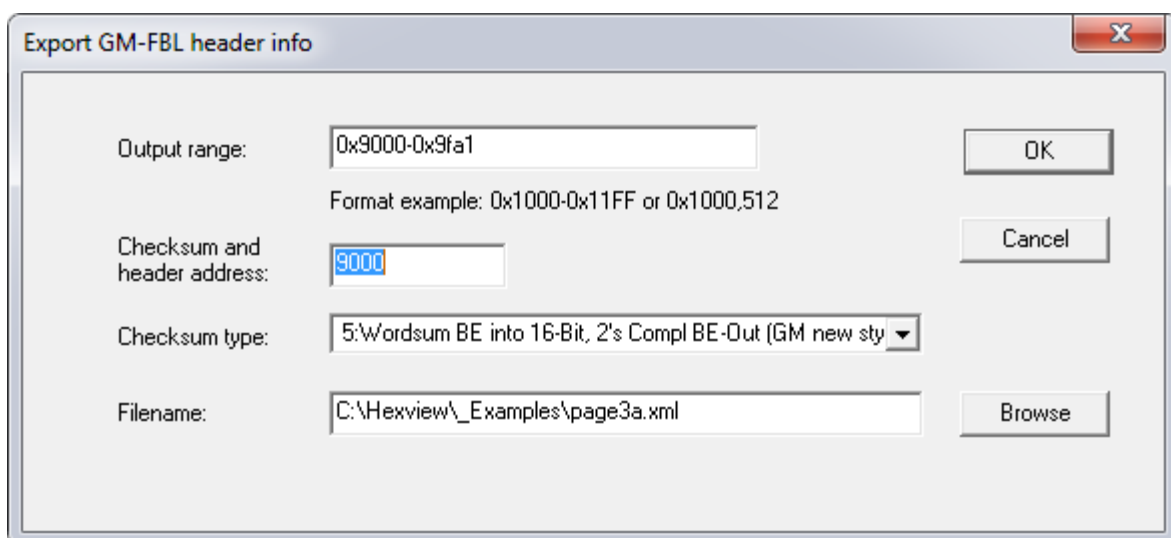 Export GM-FBL header info
Output range: 0x9000-0x9fa1 OK
Format example: 0x1000-0x11FF or 0x1000,512
Checksum and
header address: 9000 Cancel
Checksum type: 5:Wordsum BE into 16-Bit, 2's Compl BE-Out (GM new sty
Filename: C:\Hexview\_Examples\page3a.xml Browse